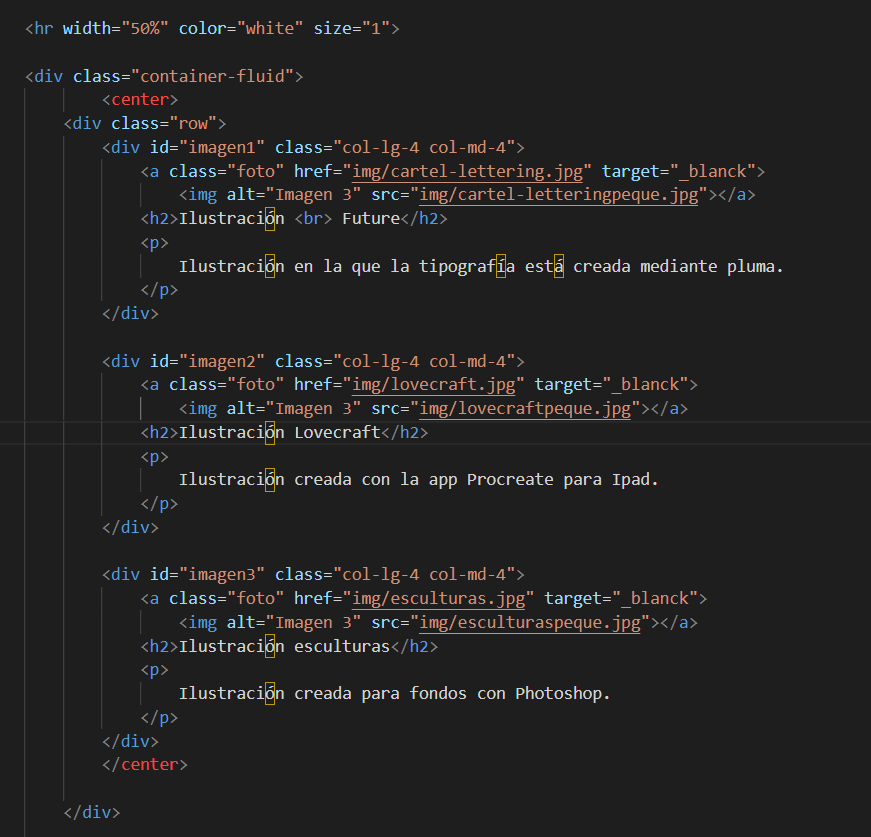 <hr width="50%" color="white" size="1">
<div class="container-fluid">
<center>
<div class="row">
<div id="imagen1" class="col-lg-4 col-md-4">
<a class="foto" href="img/cartel-lettering.jpg" target="_blanck">
<img alt="Imagen 3" src="img/cartel-letteringpeque.jpg"></a>
<h2>Ilustración <br> Future</h2>
<p>
Ilustración en la que la tipografía está creada mediante pluma.
</p>
</div>
<div id="imagen2" class="col-lg-4 col-md-4">
<a class="foto" href="img/lovecraft.jpg" target="_blanck">
<img alt="Imagen 3" src="img/lovecraftpeque.jpg"></a>
<h2>Ilustración Lovecraft</h2>
<p>
Ilustración creada con la app Procreate para Ipad.
</p>
</div>
<div id="imagen3" class="col-lg-4 col-md-4">
<a class="foto" href="img/esculturas.jpg" target="_blanck">
<img alt="Imagen 3" src="img/esculturaspeque.jpg"></a>
<h2>Ilustración esculturas</h2>
<p>
Ilustración creada para fondos con Photoshop.
</p>
</div>
</center>
</div>